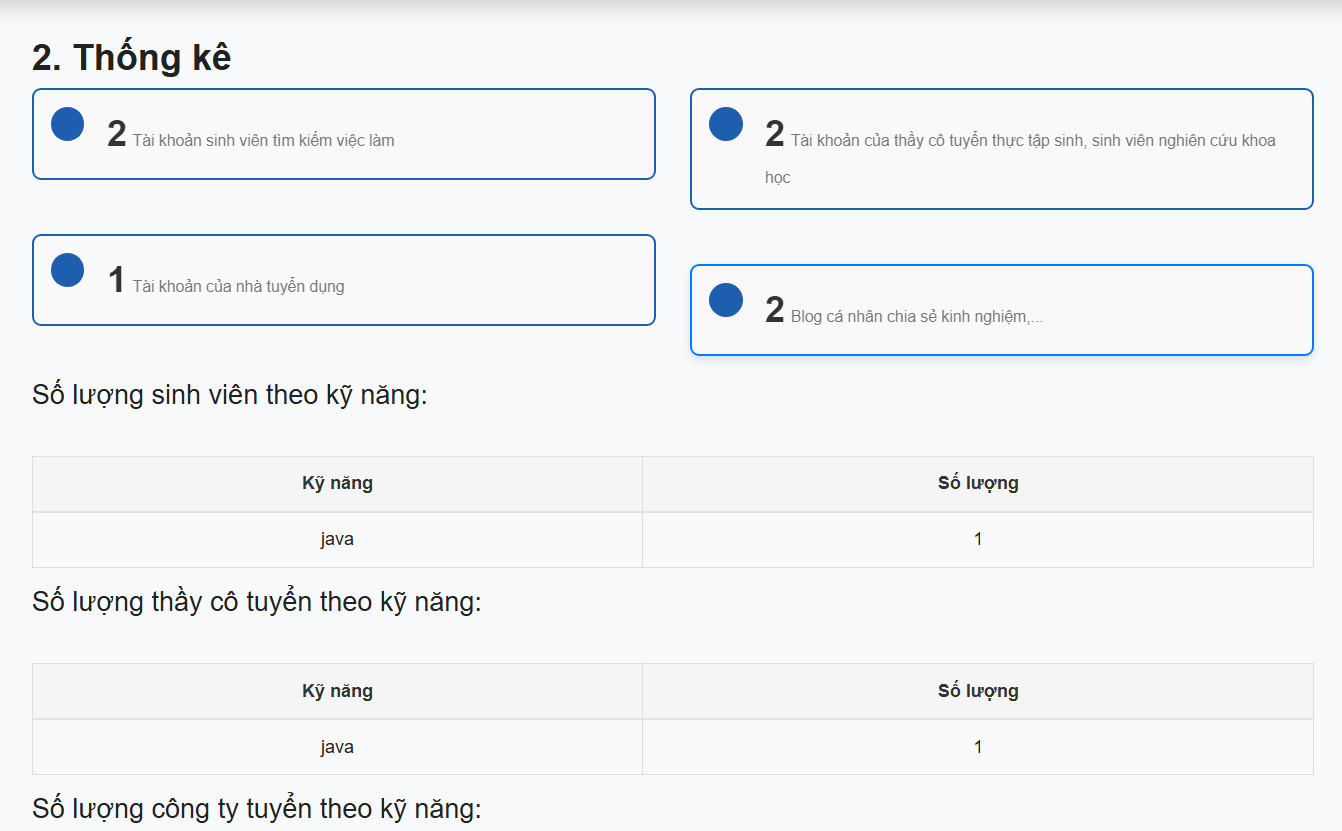 2. Thống kê
2 Tài khoản sinh viên tìm kiếm việc làm
2 Tài khoản của thầy cô tuyển thực tập sinh, sinh viên nghiên cứu khoa
học
1 Tài khoản của nhà tuyển dụng
2 Blog cá nhân chia sẻ kinh nghiệm,...
Số lượng sinh viên theo kỹ năng:
Kỹ năng Số lượng
java 1
Số lượng thầy cô tuyển theo kỹ năng:
Kỹ năng Số lượng
java 1
Số lượng công ty tuyển theo kỹ năng: